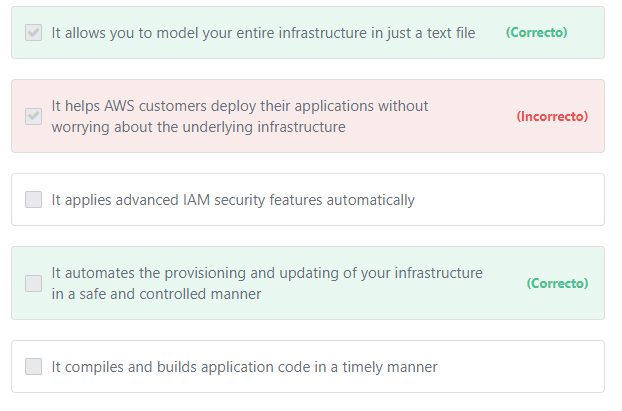 It allows you to model your entire infrastructure in just a text file (Correcto)
It helps AWS customers deploy their applications without
worrying about the underlying infrastructure
(Incorrecto)
It applies advanced IAM security features automatically
It automates the provisioning and updating of your infrastructure
in a safe and controlled manner
(Correcto)
It compiles and builds application code in a timely manner